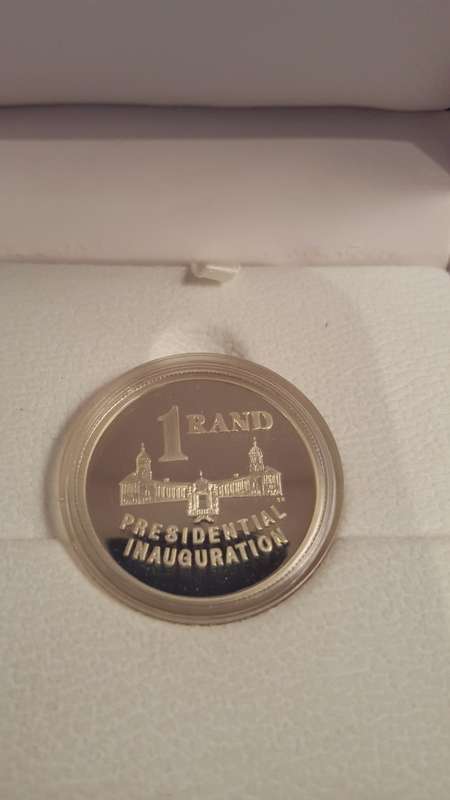 1 RAND
PRESIDENTIAL
INAUGURATION